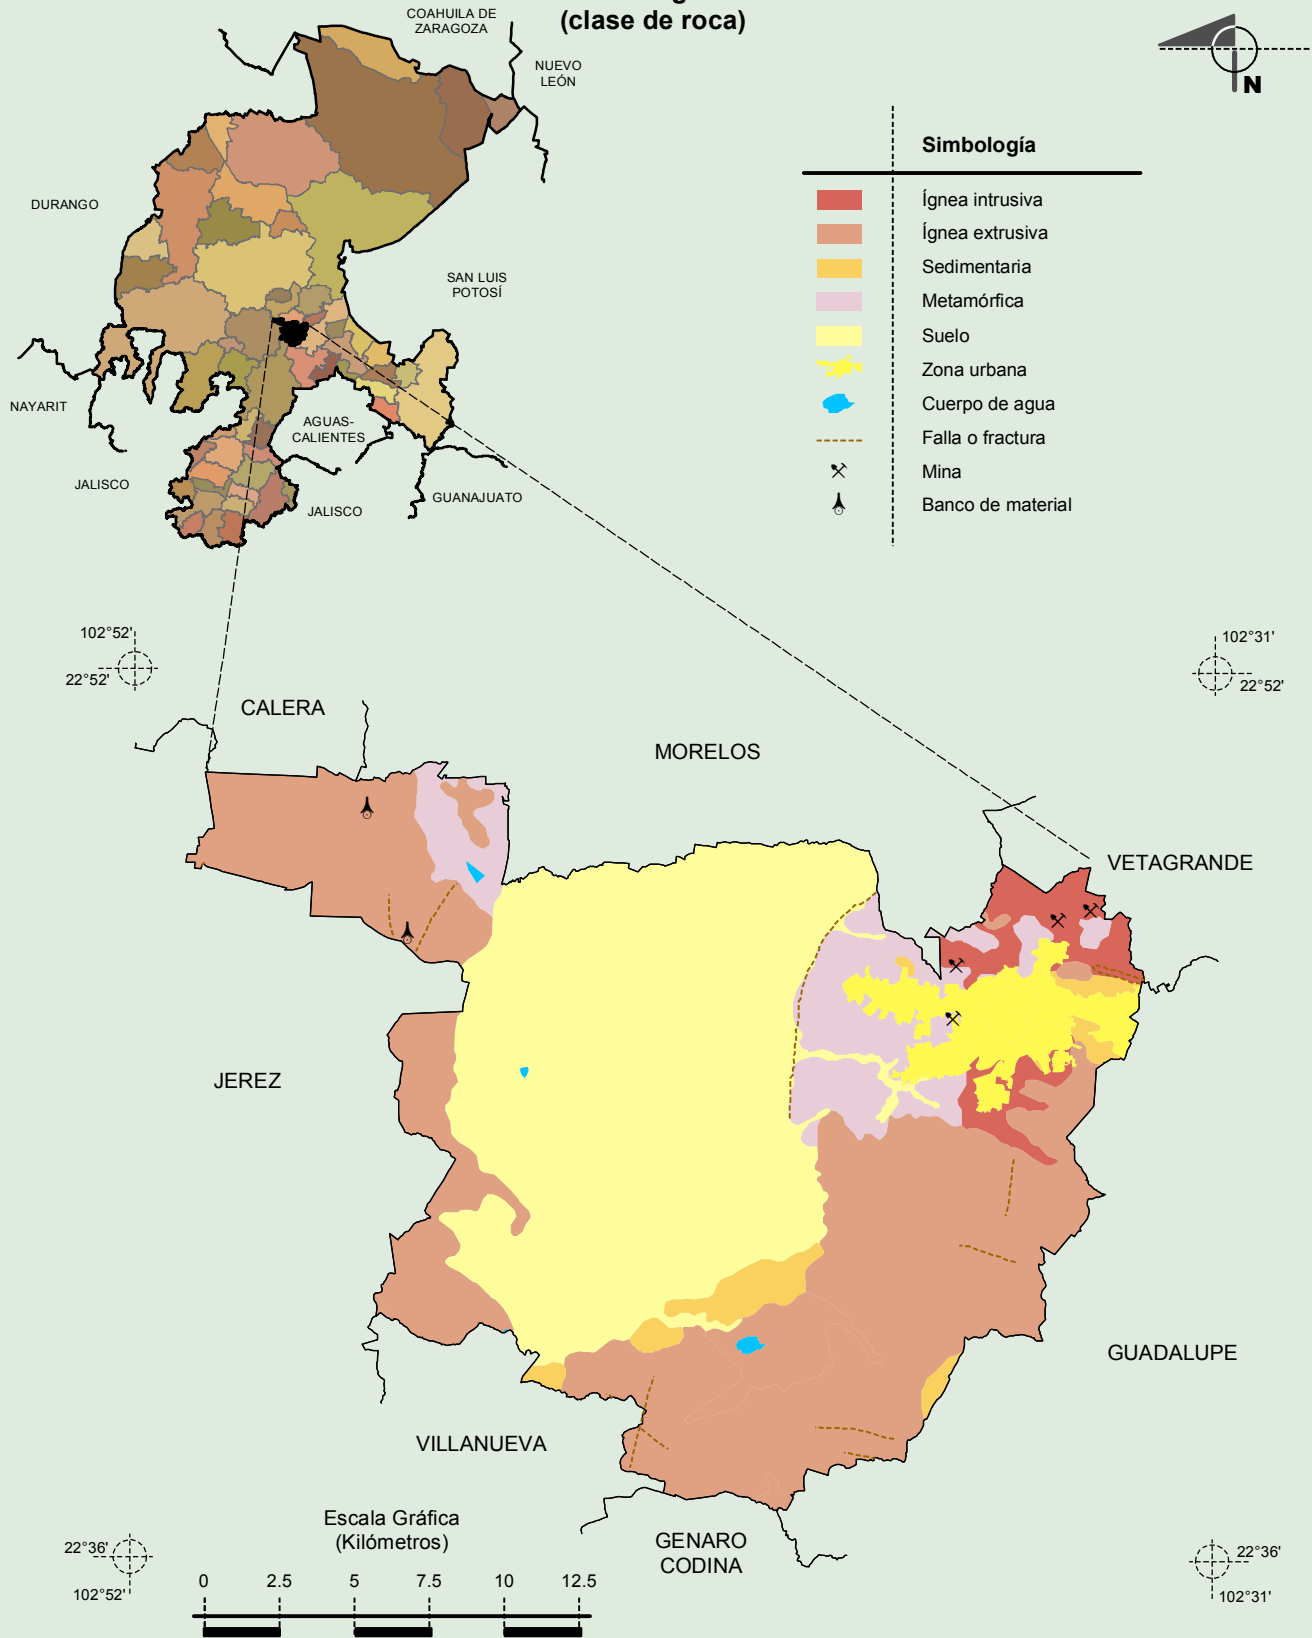 (clase de roca)
COAHUILA DE
ZARAGOZA
NUEVO
LEÓN
N
DURANGO
SAN LUIS
POTOSÍ
NAYARIT
AGUAS-
CALIENTES
JALISCO
JALISCO
GUANAJUATO
Simbología
Ígnea intrusiva
Ígnea extrusiva
Sedimentaria
Metamórfica
Suelo
Zona urbana
Cuerpo de agua
Falla o fractura
Mina
Banco de material
102°52'
22°52'
102°31'
22°52'
CALERA
MORELOS
VETAGRANDE
JEREZ
GUADALUPE
VILLANUEVA
GENARO
CODINA
Escala Gráfica
(Kilómetros)
0 2.5 5 7.5 10 12.5
22°36'
102°52'
22°36'
102°31'